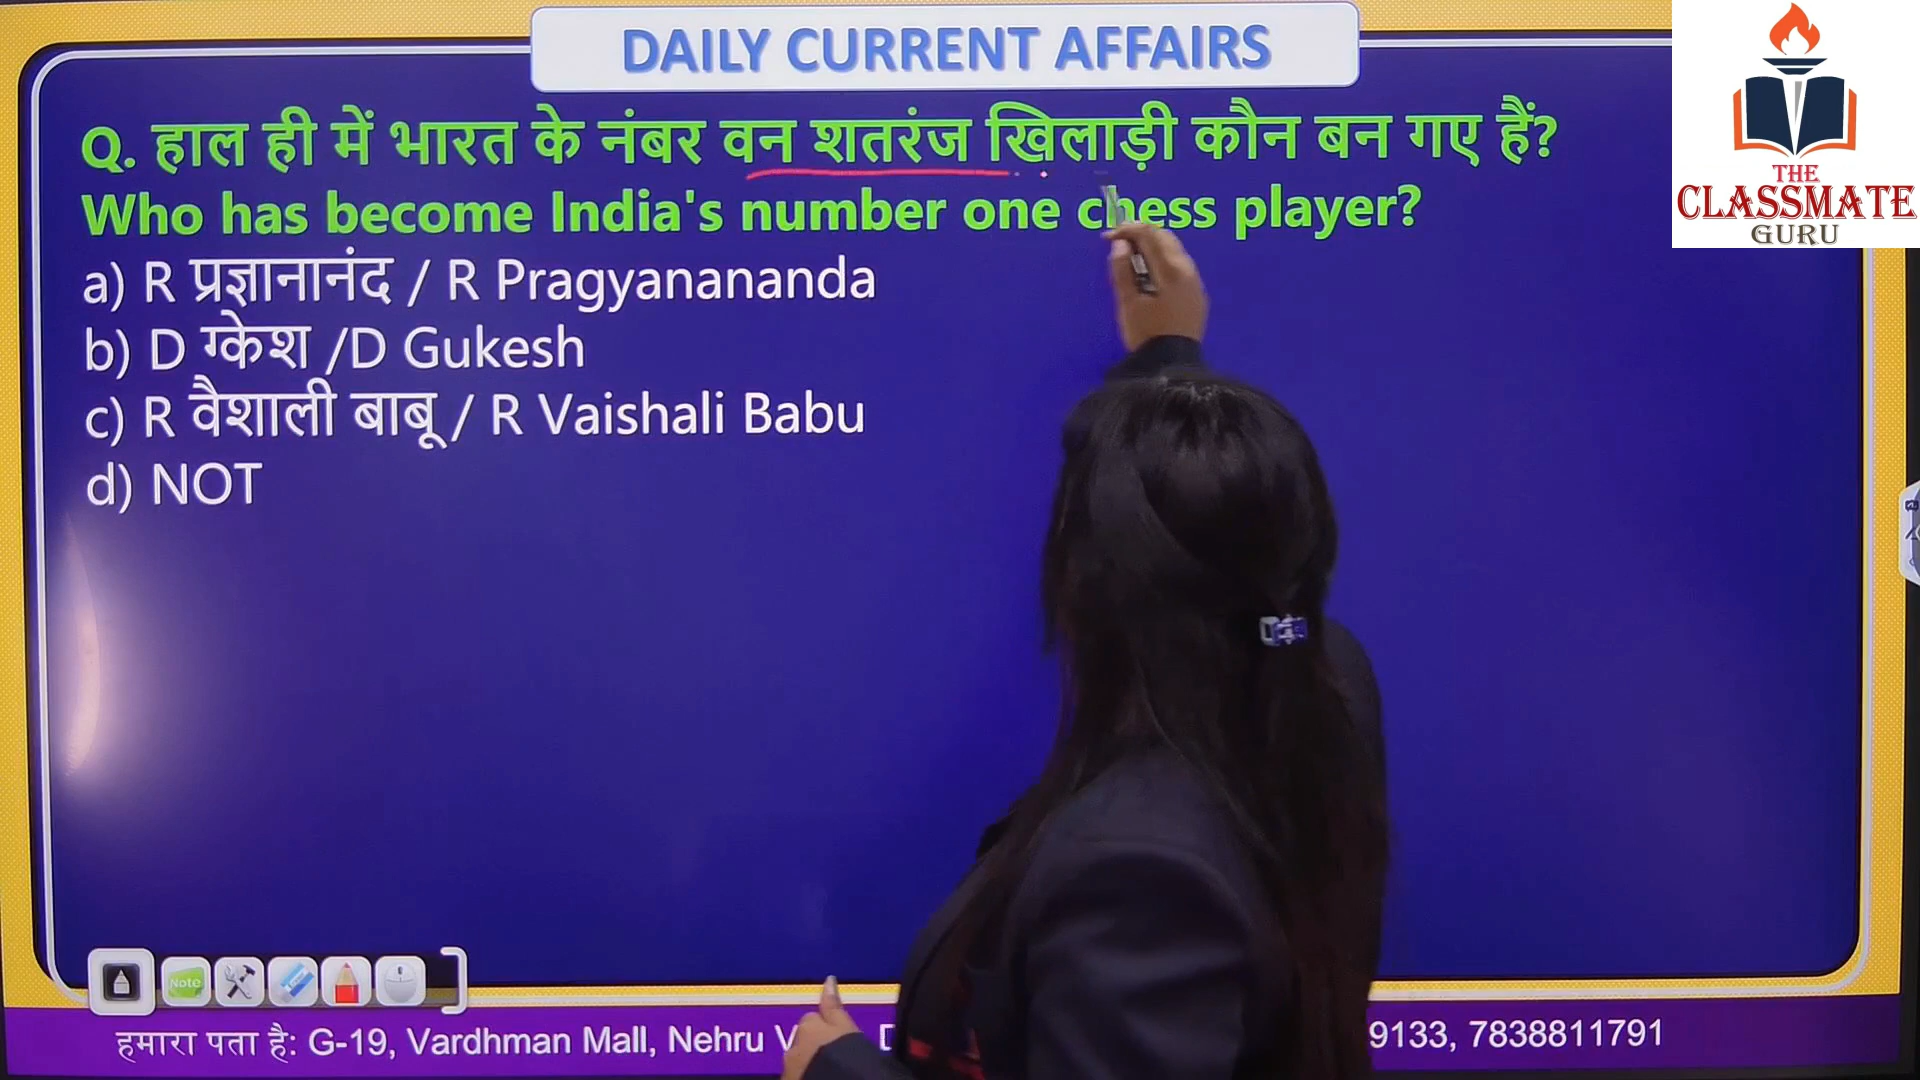 DAILY CURRENT AFFAIRS
Q. हाल ही में भारत के नंबर वन शतरंज खिलाड़ी कौन बन गए हैं?
Who has become India's number one chess player?
a) R प्रज्ञानानंद / R Pragyanananda
b) D ग्केश /D Gukesh
c) R वैशाली बाबू / R Vaishali Babu
d) NOT
THE
CLASSMATE
GURU
Note
हमारा पता है: G-19, Vardhman Mall, Nehru 9133, 7838811791